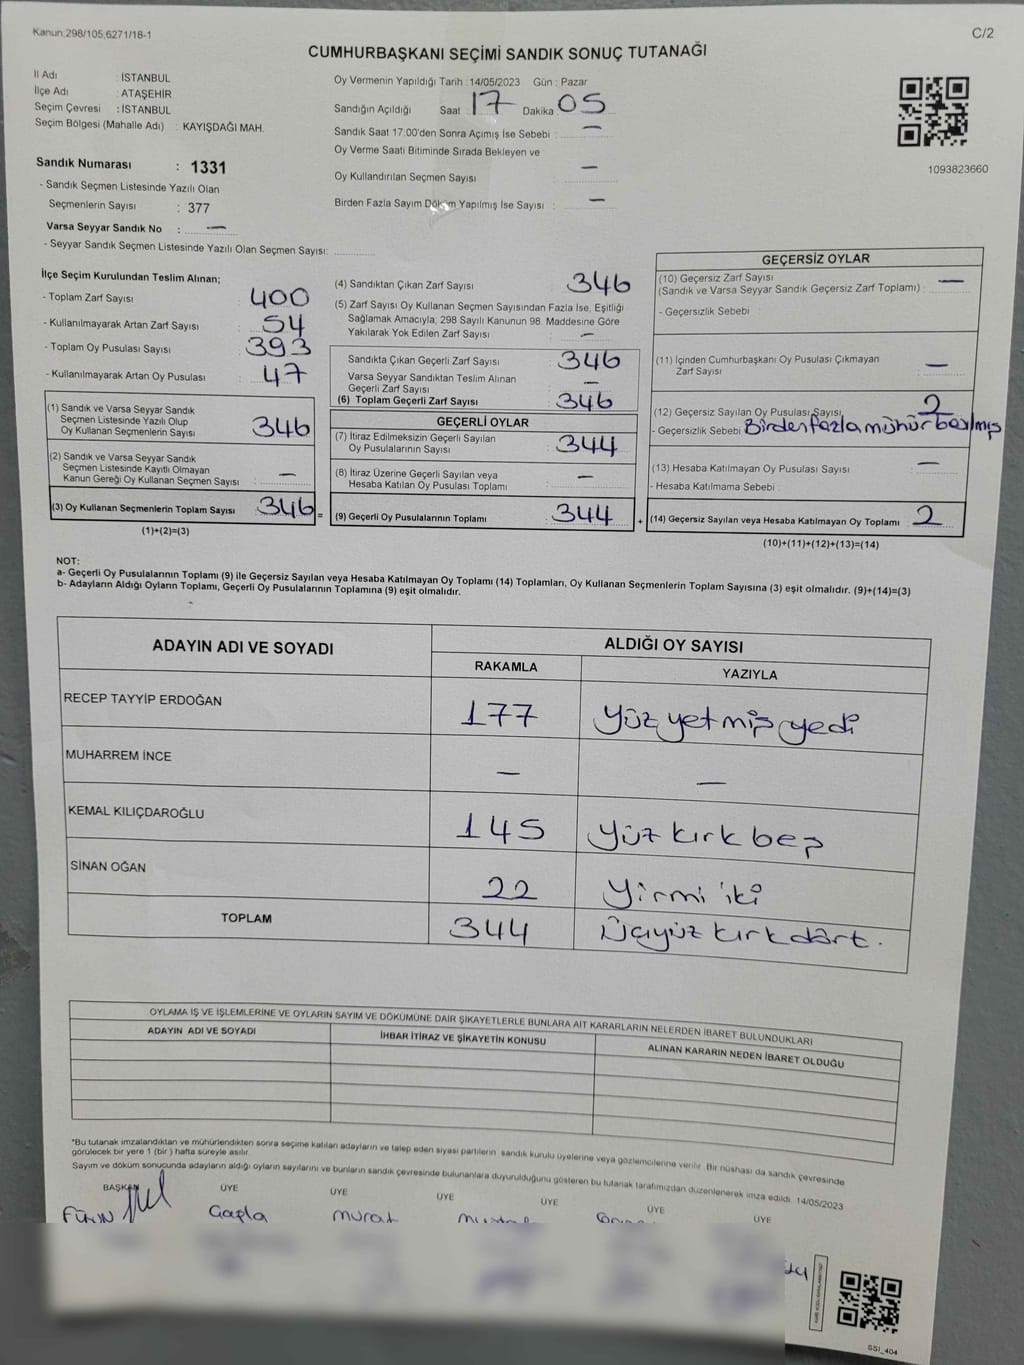 Kanun;298/105;6271/18-1
C/2
CUMHURBAŞKANI SEÇİMİ SANDIK SONUÇ TUTANAĞI
İl Adı : İSTANBUL
İlçe Adı : ATAŞEHİR
Seçim Çevresi : İSTANBUL
Seçim Bölgesi (Mahalle Adı) : KAYIŞDAĞI MAH.
Sandık Numarası : 1331
- Sandık Seçmen Listesinde Yazılı Olan
Seçmenlerin Sayısı : 377
Varsa Seyyar Sandık No : —
- Seyyar Sandık Seçmen Listesinde Yazılı Olan Seçmen Sayısı:
Oy Vermenin Yapıldığı Tarih : 14/05/2023 Gün : Pazar
Sandığın Açıldığı Saat : 17 Dakika : 05
Sandık Saat 17:00'den Sonra Açımış İse Sebebi : —
Oy Verme Saati Bitiminde Sırada Bekleyen ve
Oy Kullandırılan Seçmen Sayısı —
Birden Fazla Sayım Döküm Yapılmış İse Sayısı : —
1093823660
İlçe Seçim Kurulundan Teslim Alınan;
- Toplam Zarf Sayısı : 400
- Kullanılmayarak Artan Zarf Sayısı : 54
- Toplam Oy Pusulası Sayısı : 393
- Kullanılmayarak Artan Oy Pusulası : 47
(1) Sandık ve Varsa Seyyar Sandık
Seçmen Listesinde Yazılı Olup
Oy Kullanan Seçmenlerin Sayısı : 346
(2) Sandık ve Varsa Seyyar Sandık
Seçmen Listesinde Kayıtlı Olmayan
Kanun Gereği Oy Kullanan Seçmen Sayısı : —
(3) Oy Kullanan Seçmenlerin Toplam Sayısı : 346
(1)+(2)=(3)
(4) Sandıktan Çıkan Zarf Sayısı : 346
(5) Zarf Sayısı Oy Kullanan Seçmen Sayısından Fazla İse, Eşitliği
Sağlamak Amacıyla, 298 Sayılı Kanunun 98. Maddesine Göre
Yakılarak Yok Edilen Zarf Sayısı : —
Sandıkta Çıkan Geçerli Zarf Sayısı : 346
Varsa Seyyar Sandıktan Teslim Alınan
Geçerli Zarf Sayısı : —
(6) Toplam Geçerli Zarf Sayısı : 346
GEÇERLİ OYLAR
(7) İtiraz Edilmeksizin Geçerli Sayılan
Oy Pusulalarının Sayısı : 344
(8) İtiraz Üzerine Geçerli Sayılan veya
Hesaba Katılan Oy Pusulası Toplamı : —
=
(9) Geçerli Oy Pusulalarının Toplamı : 344
GEÇERSİZ OYLAR
(10) Geçersiz Zarf Sayısı
(Sandık ve Varsa Seyyar Sandık Geçersiz Zarf Toplamı) : —
- Geçersizlik Sebebi :
(11) İçinden Cumhurbaşkanı Oy Pusulası Çıkmayan
Zarf Sayısı : —
(12) Geçersiz Sayılan Oy Pusulası Sayısı : 2
- Geçersizlik Sebebi : Birden fazla mühür basılmış
(13) Hesaba Katılmayan Oy Pusulası Sayısı : —
- Hesaba Katılmama Sebebi :
+
(14) Geçersiz Sayılan veya Hesaba Katılmayan Oy Toplamı : 2
(10)+(11)+(12)+(13)=(14)
NOT:
a- Geçerli Oy Pusulalarının Toplamı (9) ile Geçersiz Sayılan veya Hesaba Katılmayan Oy Toplamı (14) Toplamları, Oy Kullanan Seçmenlerin Toplam Sayısına (3) eşit olmalıdır. (9)+(14)=(3)
b- Adayların Aldığı Oyların Toplamı, Geçerli Oy Pusulalarının Toplamına (9) eşit olmalıdır.
ADAYIN ADI VE SOYADI
ALDIĞI OY SAYISI
RAKAMLA YAZIYLA
RECEP TAYYİP ERDOĞAN 177 Yüz yetmiş yedi
MUHARREM İNCE — —
KEMAL KILIÇDAROĞLU 145 Yüz kırk beş
SİNAN OĞAN 22 Yirmi iki
TOPLAM 344 Üçyüz kırk dört.
OYLAMA İŞ VE İŞLEMLERİNE VE OYLARIN SAYIM VE DÖKÜMÜNE DAİR ŞİKAYETLERLE BUNLARA AİT KARARLARIN NELERDEN İBARET BULUNDUKLARI
ADAYIN ADI VE SOYADI İHBAR İTİRAZ VE ŞİKAYETİN KONUSU ALINAN KARARIN NEDEN İBARET OLDUĞU
*Bu tutanak imzalandıktan ve mühürlendikten sonra seçime katılan adayların ve talep eden siyasi partilerin sandık kurulu üyelerine veya gözlemcilerine verilir. Bir nüshası da sandık çevresinde
görülecek bir yere 1 (bir ) hafta süreyle asılır.
Sayım ve döküm sonucunda adayların aldığı oyların sayılarını ve bunların sandık çevresinde bulunanlara duyurulduğunu gösteren bu tutanak tarafımızdan düzenlenerek imza edildi. 14/05/2023
BAŞKAN ÜYE ÜYE ÜYE ÜYE ÜYE ÜYE
Murat
SSI_404